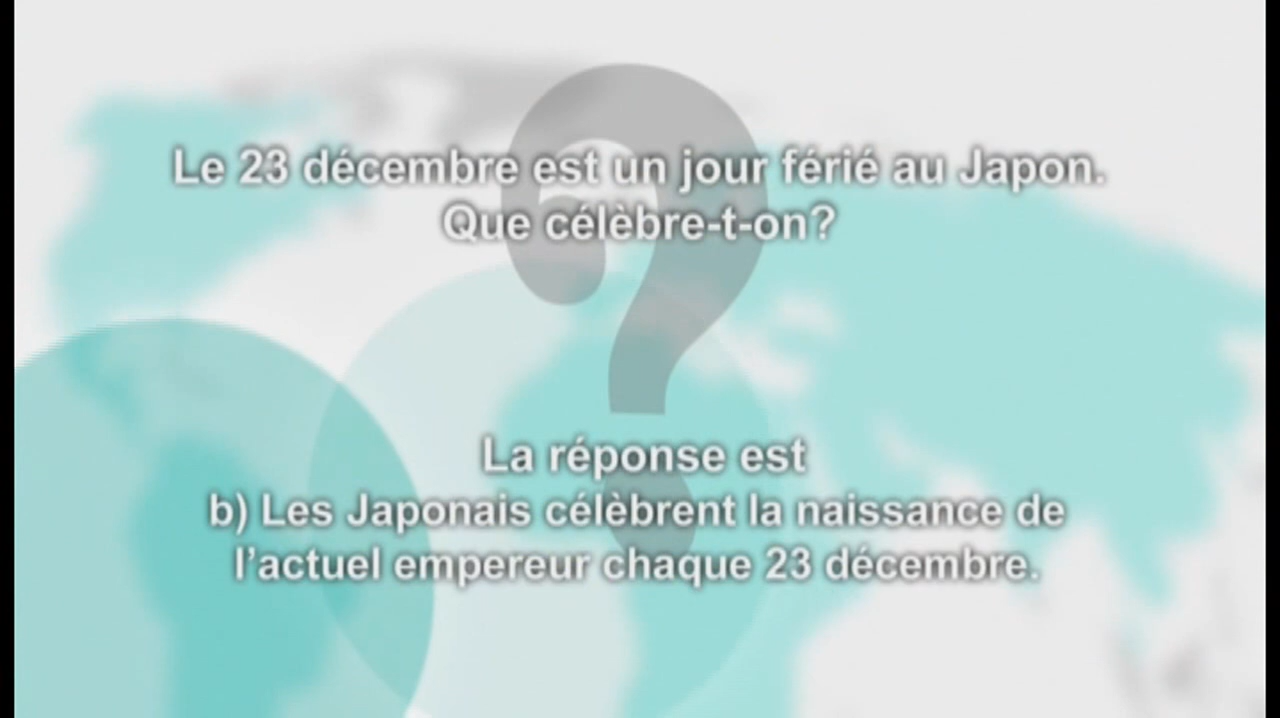 Le 23 décembre est un jour férié au Japon.
Que célèbre-t-on?
La réponse est
b) Les Japonais célèbrent la naissance de
l’actuel empereur chaque 23 décembre.